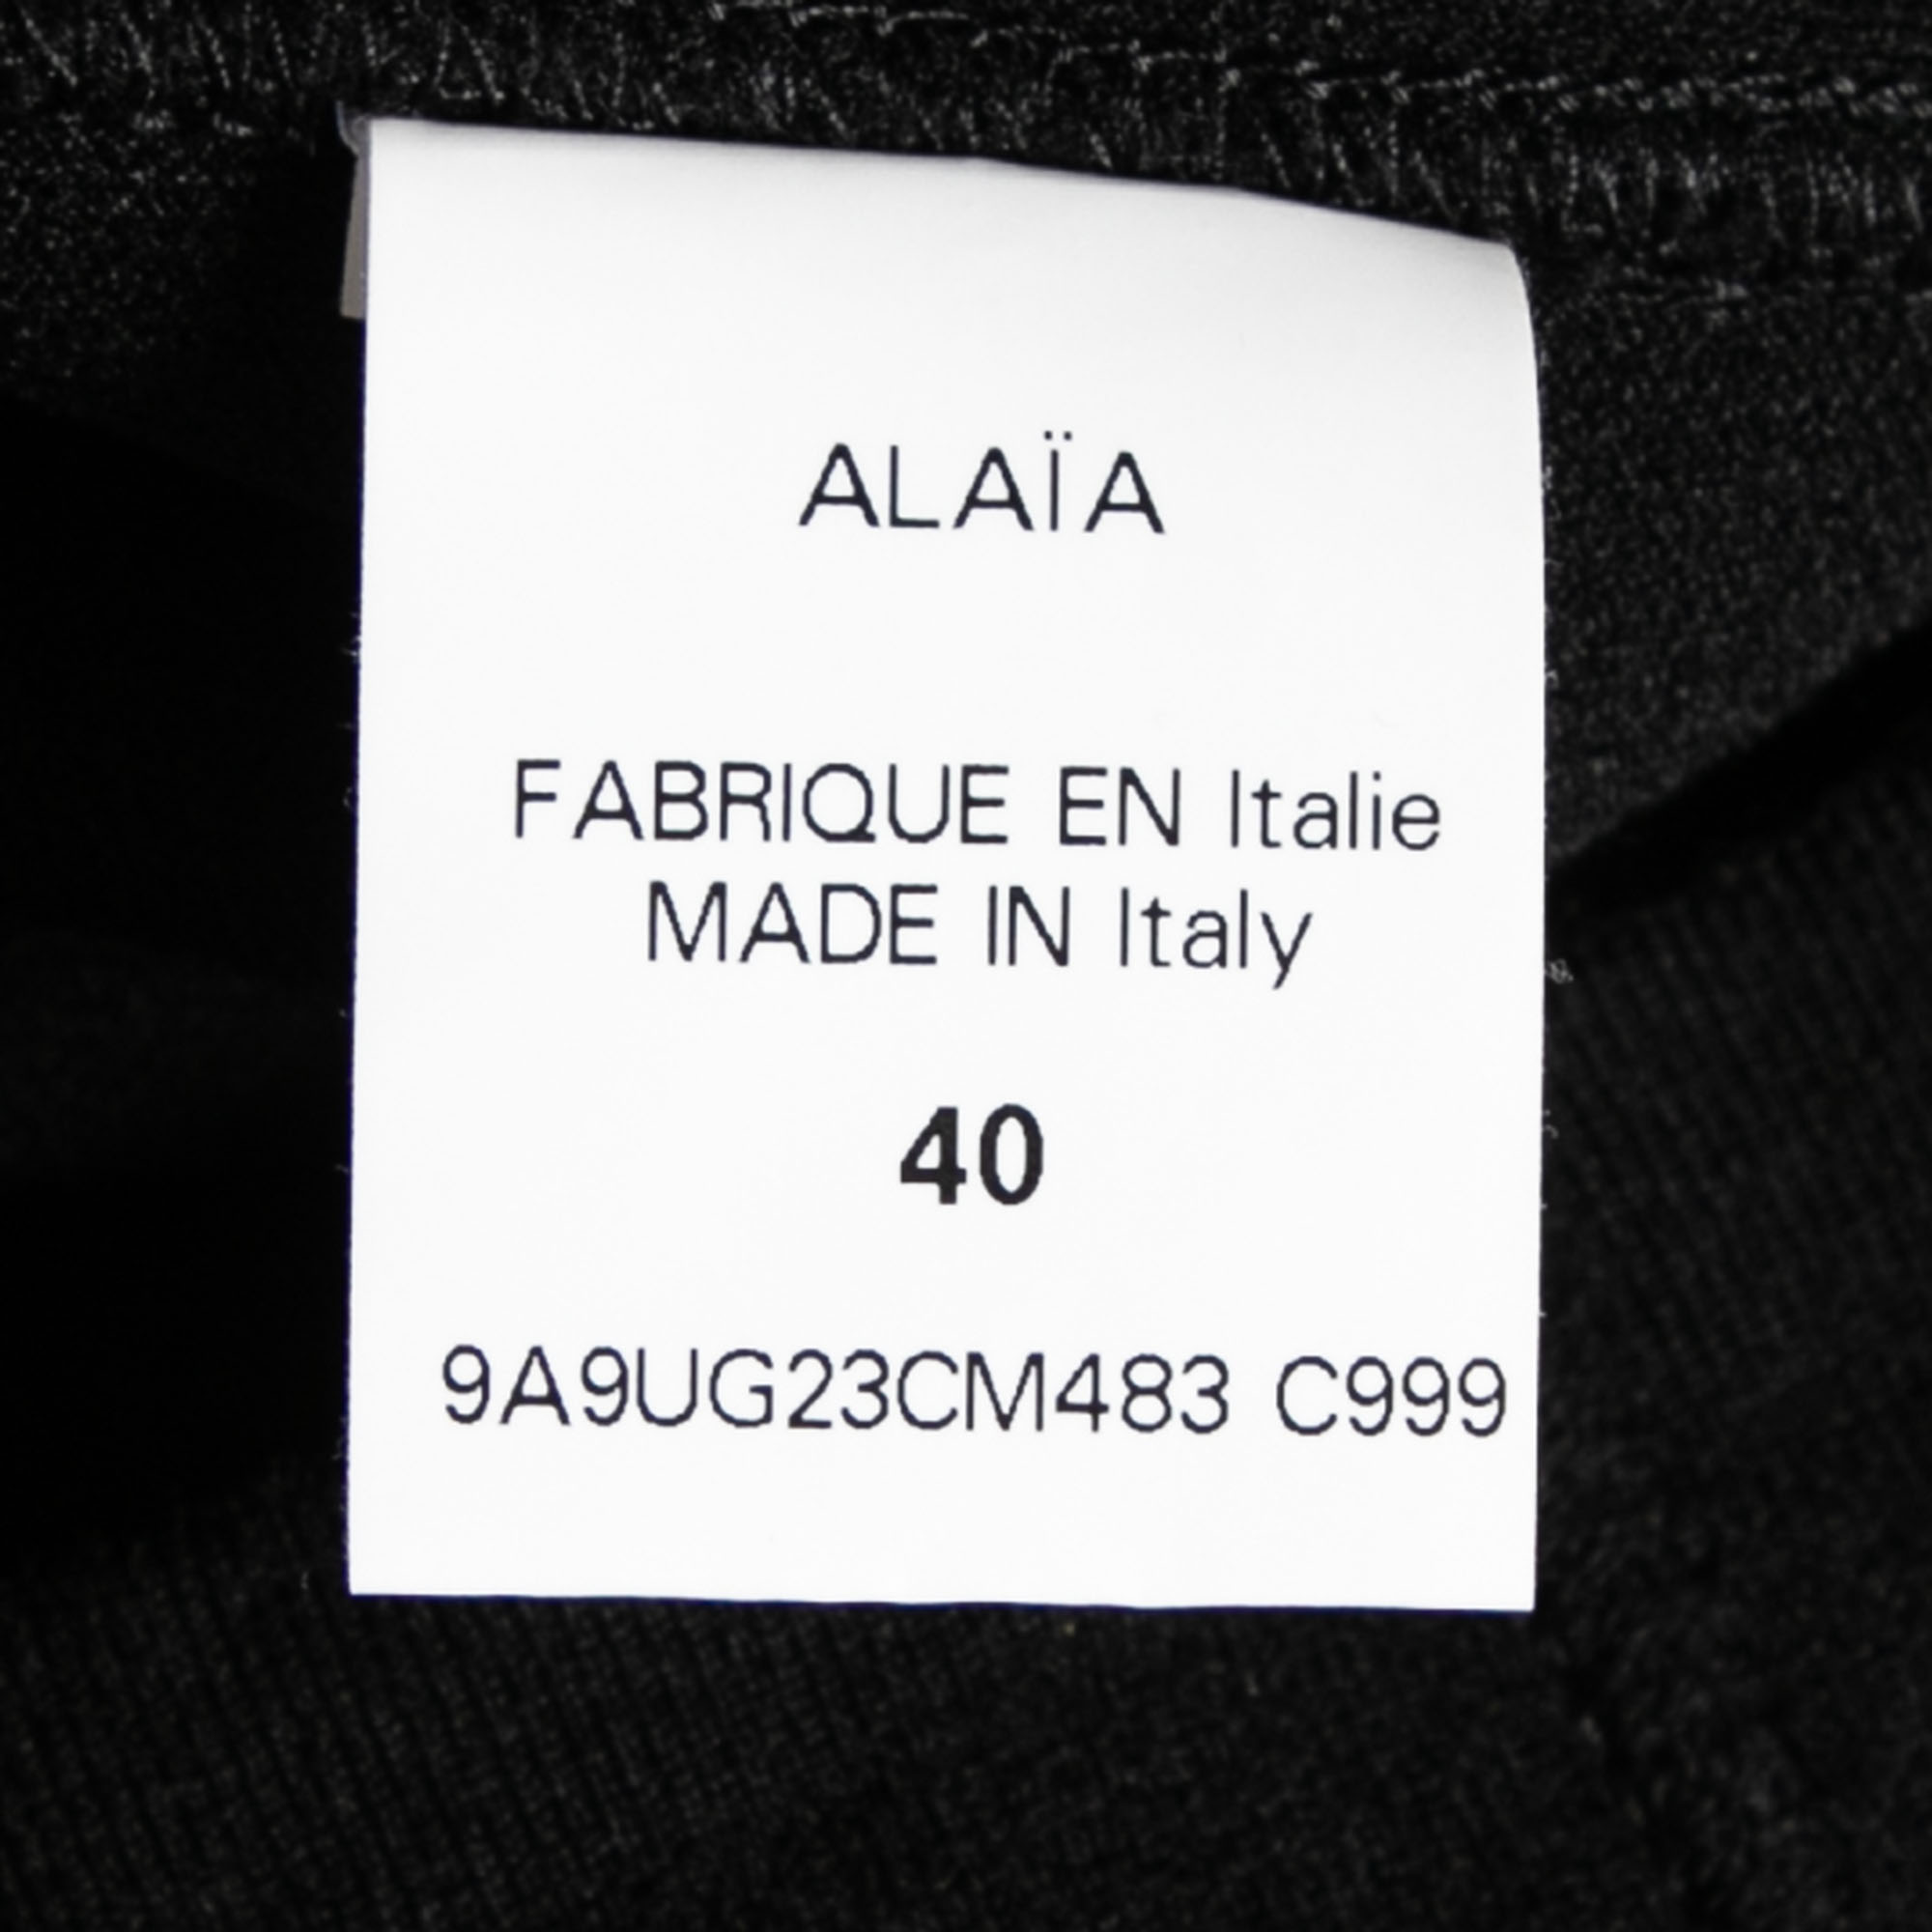 ALAÏA
FABRIQUE EN Italie
MADE IN Italy
40
9A9UG23CM483 C999